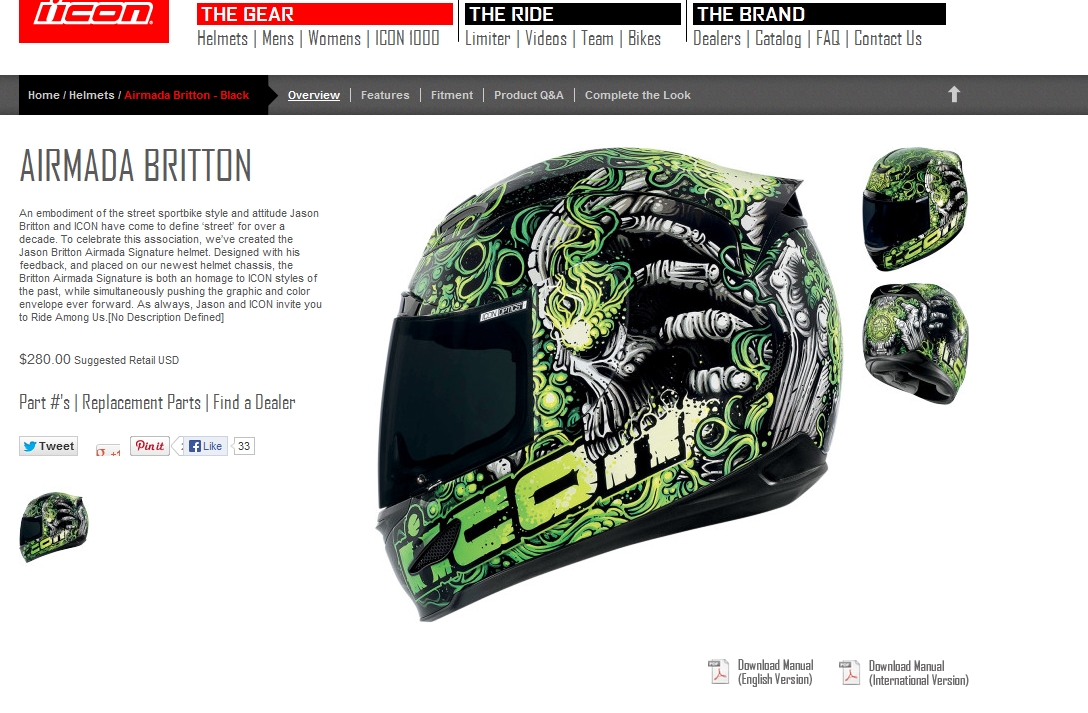 iicon.
THE GEAR
THE RIDE
THE BRAND
Helmets | Mens | Womens | ICON 1000
Limiter | Videos | Team | Bikes
Dealers | Catalog | FAQ | Contact Us
Home / Helmets / Airmada Britton - Black
Overview | Features | Fitment | Product Q&A | Complete the Look
AIRMADA BRITTON
An embodiment of the street sportbike style and attitude Jason
Britton and ICON have come to define ‘street’ for over a
decade. To celebrate this association, we've created the
Jason Britton Airmada Signature helmet. Designed with his
feedback, and placed on our newest helmet chassis, the
Britton Airmada Signature is both an homage to ICON styles of
the past, while simultaneously pushing the graphic and color
envelope ever forward. As always, Jason and ICON invite you
to Ride Among Us.[No Description Defined]
$280.00 Suggested Retail USD
Part #'s | Replacement Parts | Find a Dealer
Tweet
+1
Pin it
Like
33
ICON OPTICS
icon
icon
icon
PDF
Download Manual
(English Version)
PDF
Download Manual
(International Version)